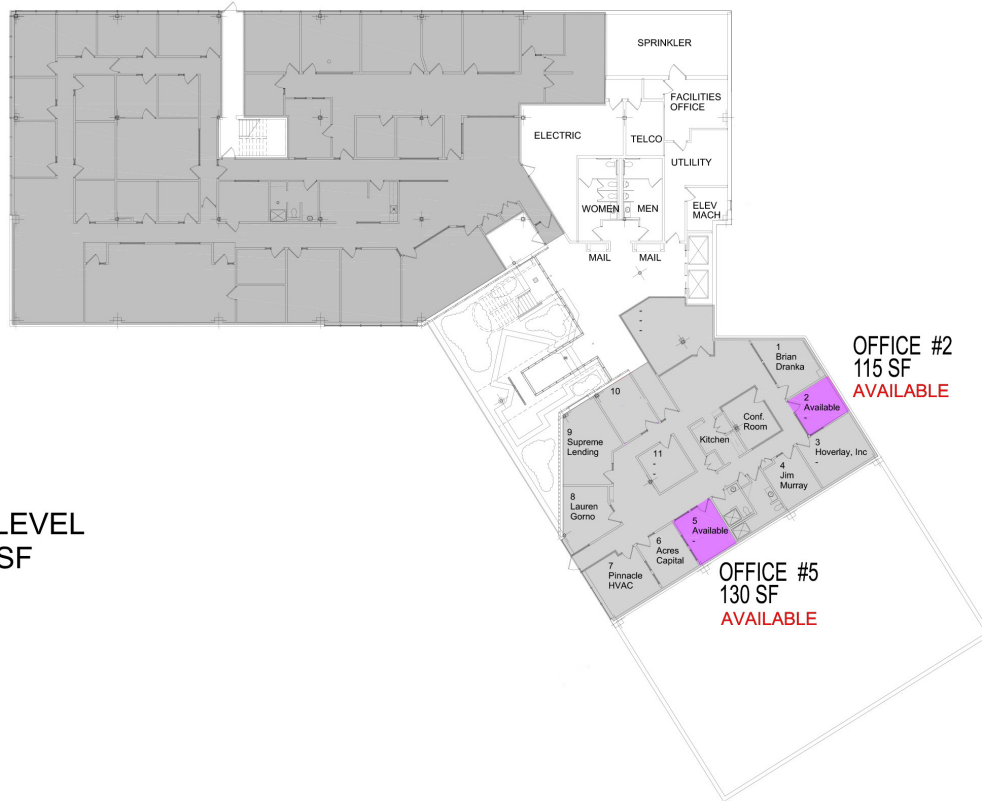 SPRINKLER
FACILITIES
OFFICE
ELECTRIC
TELCO
UTLILITY
WOMEN
MEN
ELEV
MACH
MAIL
MAIL
-
-
-
1
Brian
Dranka
OFFICE #2
115 SF
AVAILABLE
2
Available
-
10
Conf.
Room
Kitchen
9
Supreme
Lending
3
Hoverlay, Inc
-
11
-
-
4
Jim
Murray
8
Lauren
Gorno
5
Available
-
LEVEL
SF
6
Acres
Capital
7
Pinnacle
HVAC
OFFICE #5
130 SF
AVAILABLE